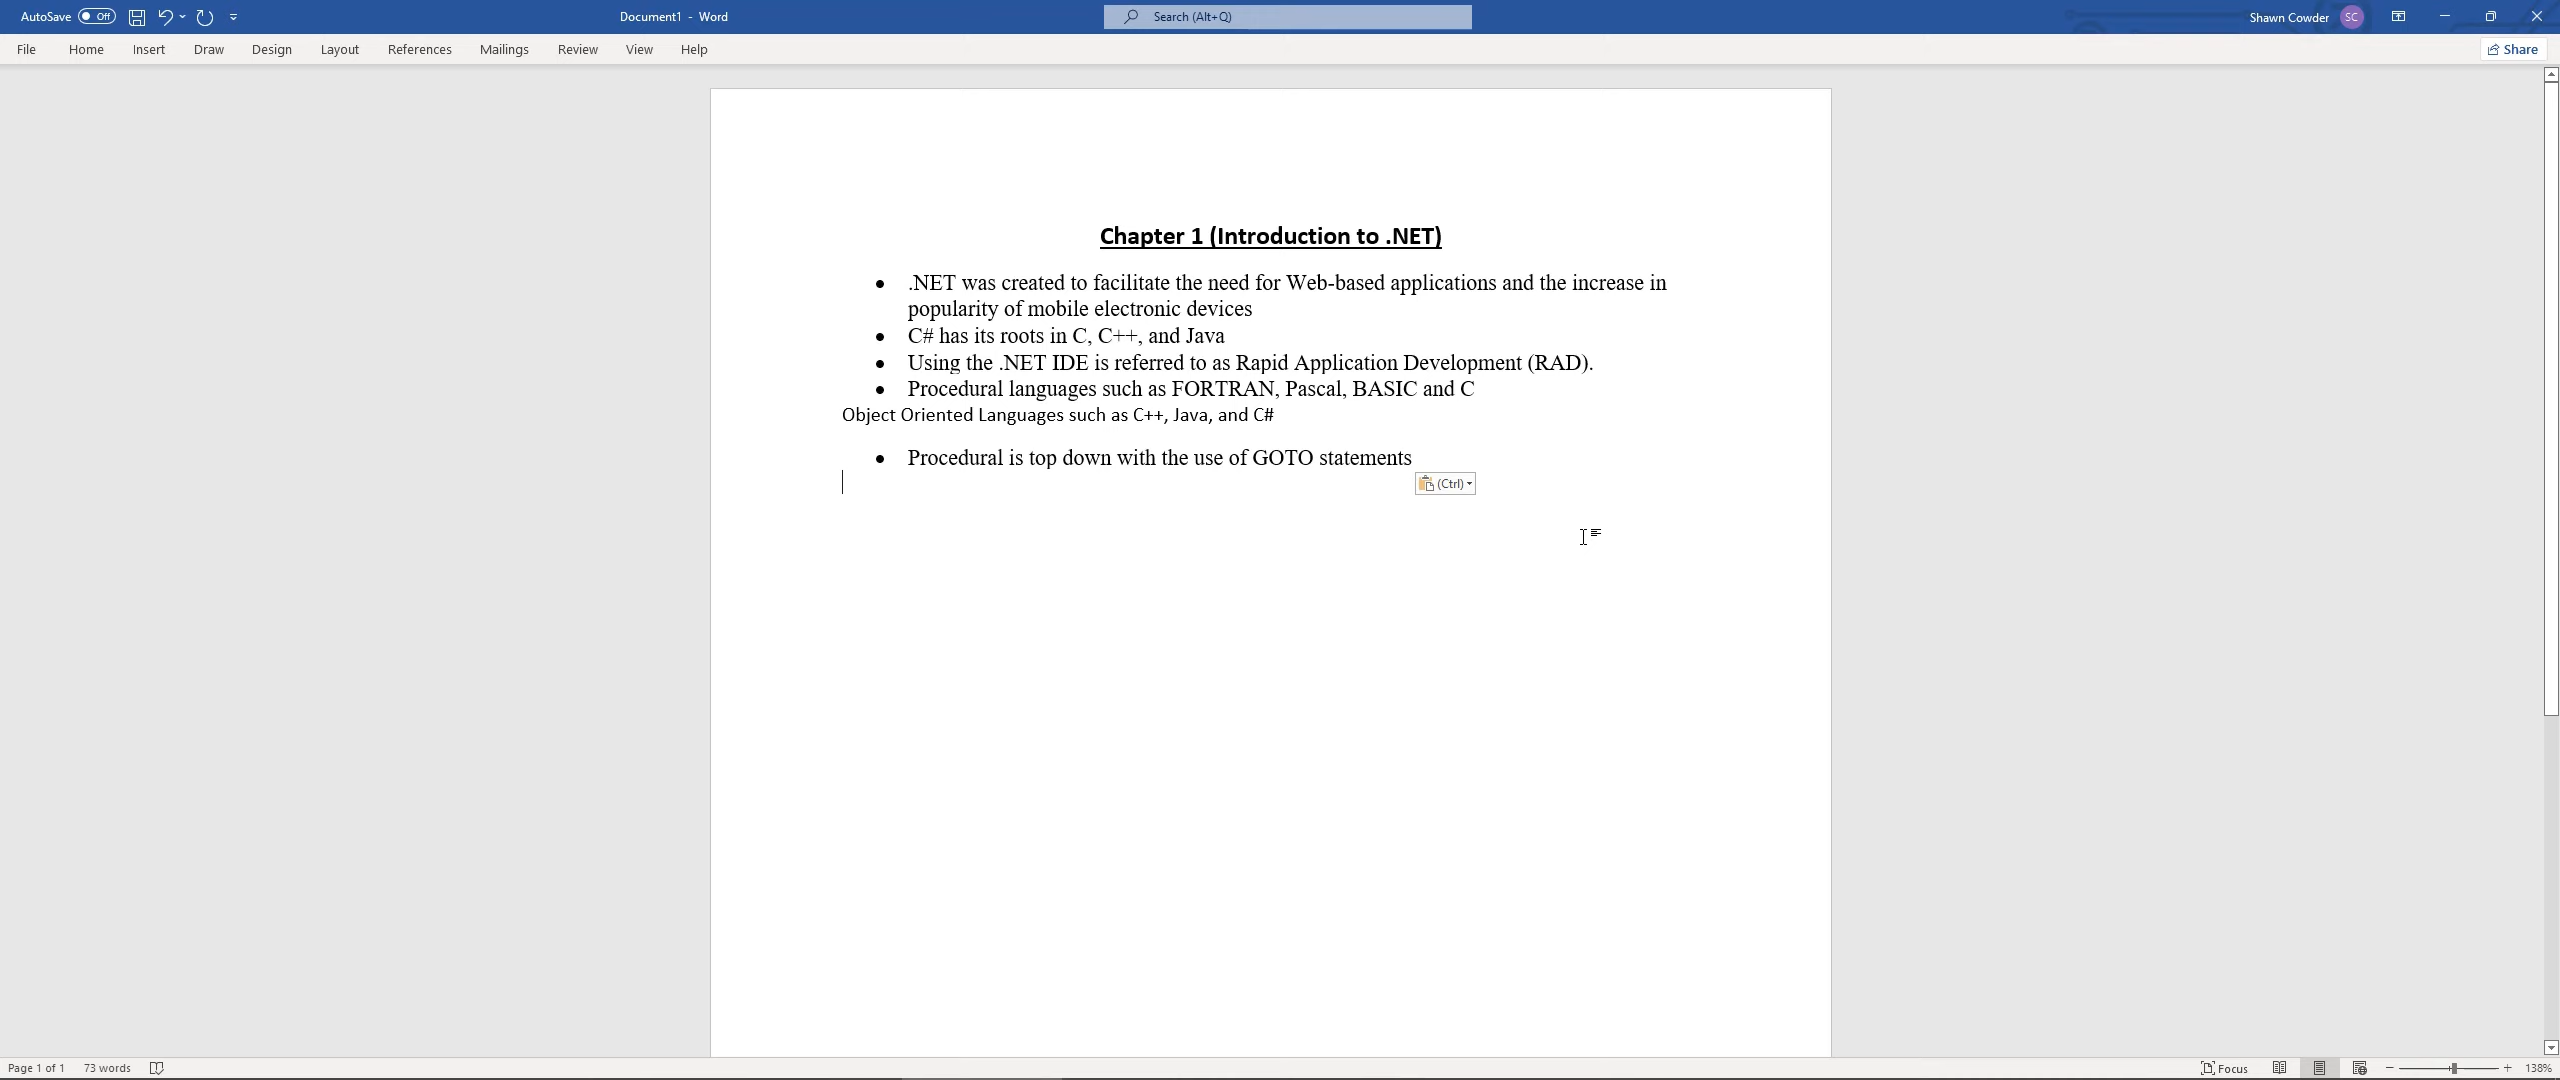 AutoSave Off Document1 - Word Search (Alt+Q) Shawn Cowder SC
File Home Insert Draw Design Layout References Mailings Review View Help Share
Chapter 1 (Introduction to .NET)
● .NET was created to facilitate the need for Web-based applications and the increase in
popularity of mobile electronic devices
● C# has its roots in C, C++, and Java
● Using the .NET IDE is referred to as Rapid Application Development (RAD).
● Procedural languages such as FORTRAN, Pascal, BASIC and C
Object Oriented Languages such as C++, Java, and C#
● Procedural is top down with the use of GOTO statements
(Ctrl)
Page 1 of 1 73 words Focus 138%